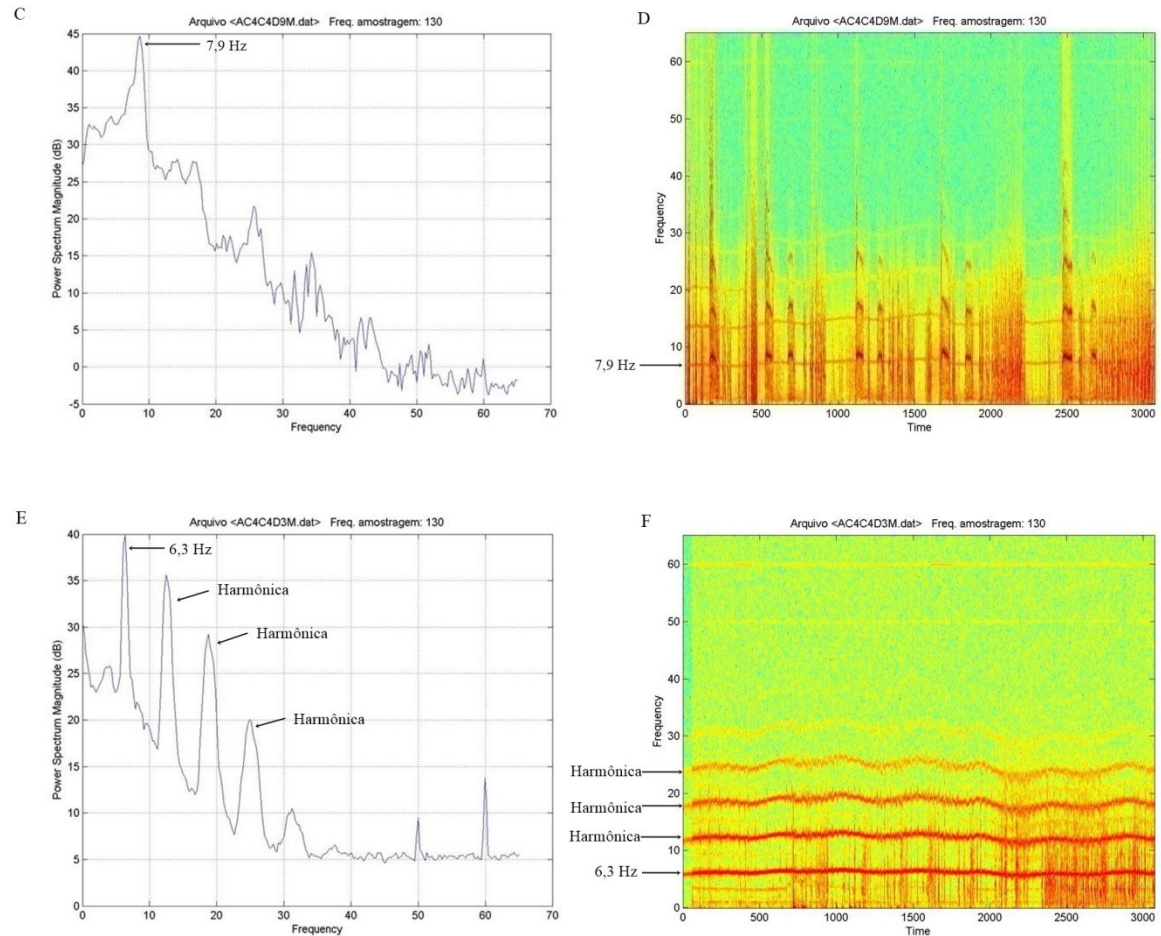 C
Arquivo <AC4C4D9M.dat> Freq. amostragem: 130
45
40
35
30
25
20
15
10
5
0
-5
7,9 Hz
Power Spectrum Magnitude (dB)
0 10 20 30 40 50 60 70
Frequency
D
Arquivo <AC4C4D9M.dat> Freq. amostragem: 130
60
50
40
30
20
10
0
Frequency
7,9 Hz
0 500 1000 1500 2000 2500 3000
Time
E
Arquivo <AC4C4D3M.dat> Freq. amostragem: 130
40
35
30
25
20
15
10
5
0
6,3 Hz
Harmônica
Harmônica
Harmônica
Power Spectrum Magnitude (dB)
0 10 20 30 40 50 60 70
Frequency
F
Arquivo <AC4C4D3M.dat> Freq. amostragem: 130
60
50
40
30
20
10
0
Frequency
Harmônica
Harmônica
Harmônica
6,3 Hz
0 500 1000 1500 2000 2500 3000
Time